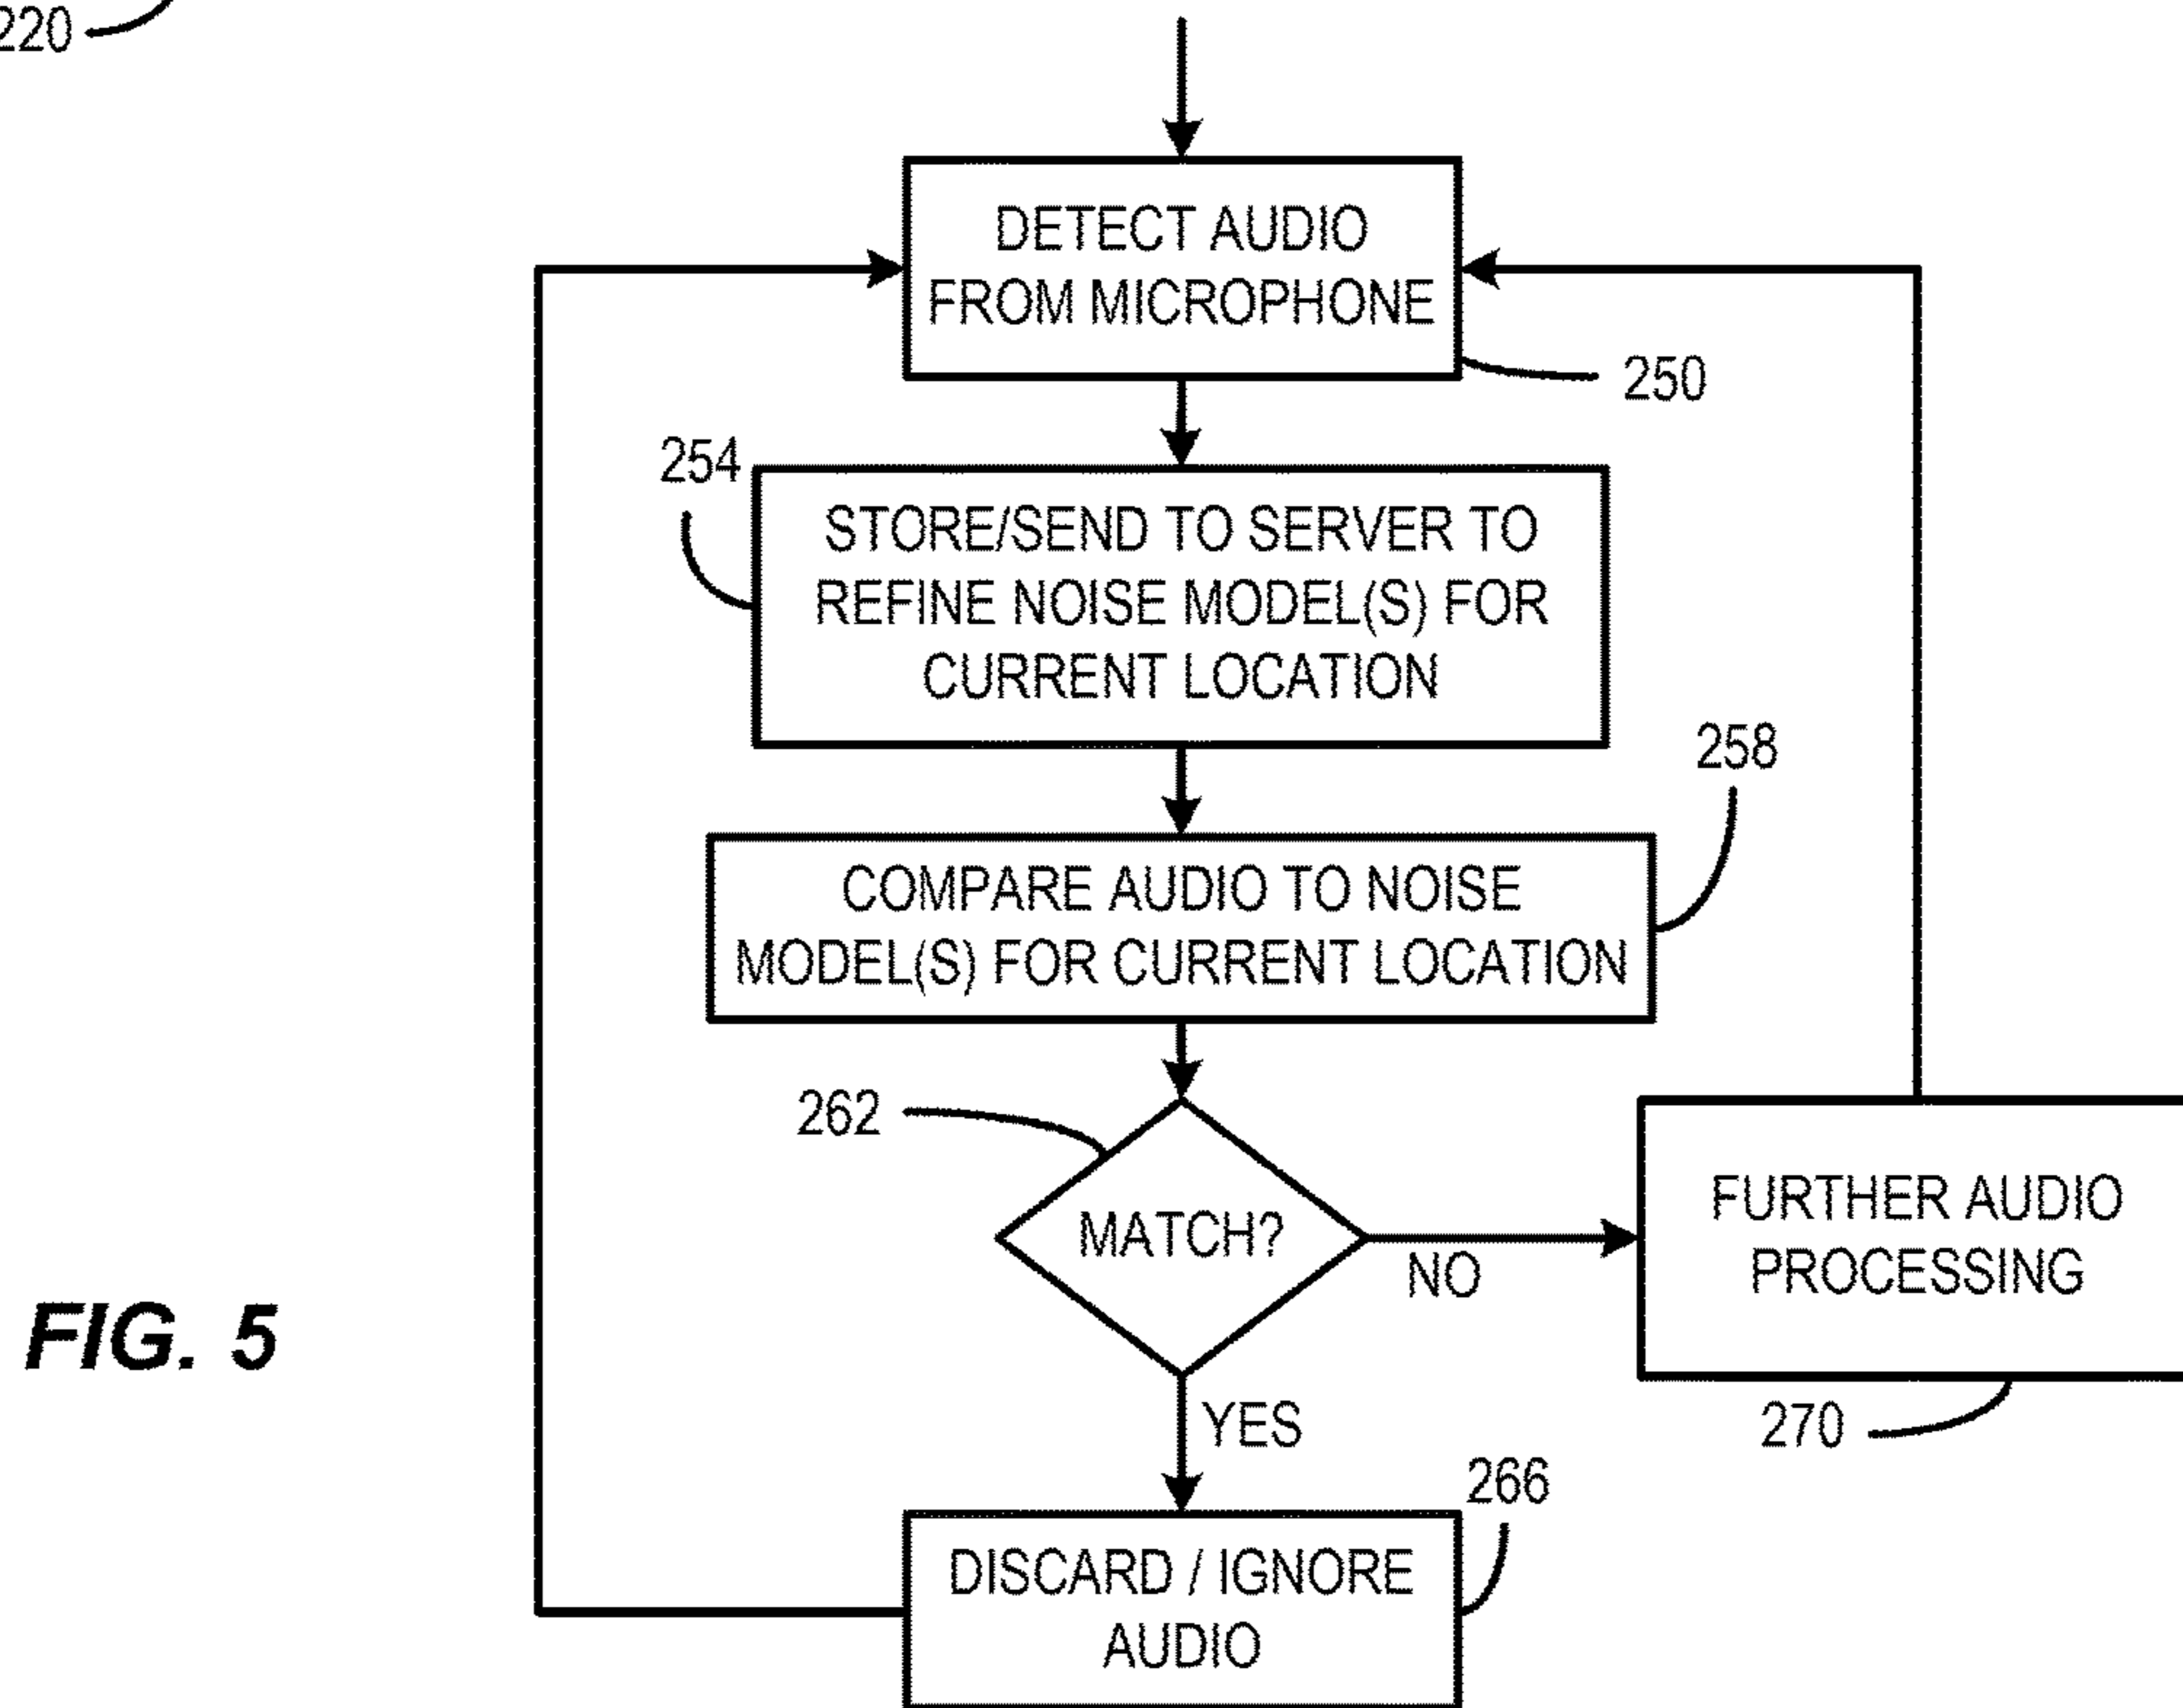 220
DETECT AUDIO
FROM MICROPHONE
250
254
STORE/SEND TO SERVER TO
REFINE NOISE MODEL(S) FOR
CURRENT LOCATION
258
COMPARE AUDIO TO NOISE
MODEL(S) FOR CURRENT LOCATION
262
MATCH?
NO
FURTHER AUDIO
PROCESSING
270
YES
266
DISCARD / IGNORE
AUDIO
FIG. 5